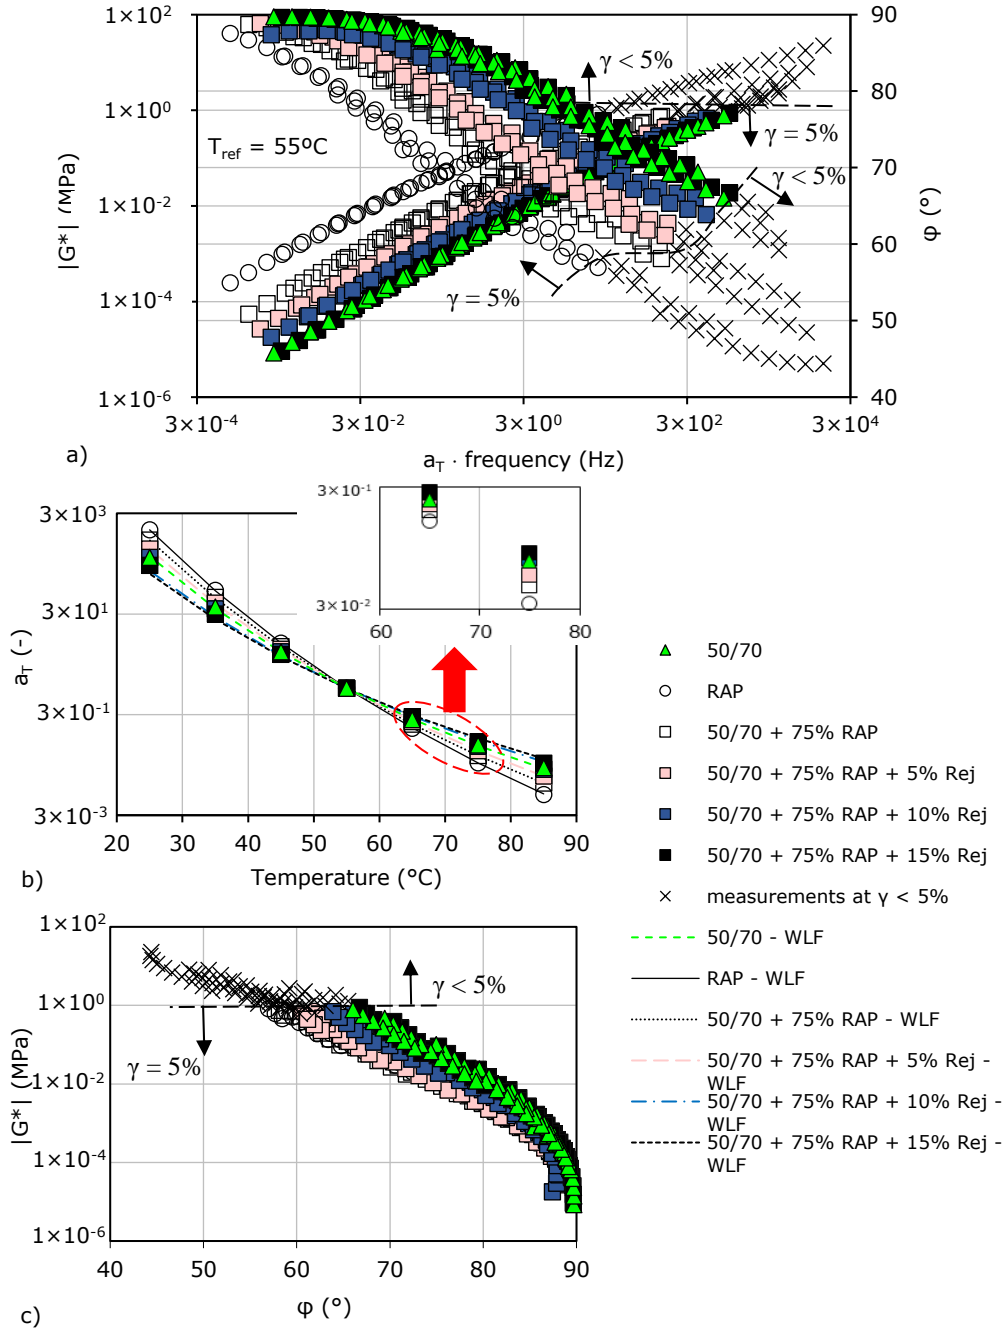 1×10²
1×10⁰
1×10⁻²
1×10⁻⁴
1×10⁻⁶
|G*| (MPa)
T_ref = 55ºC
γ < 5%
γ = 5%
γ < 5%
γ = 5%
90
80
70
60
50
40
φ (°)
3×10⁻⁴
3×10⁻²
3×10⁰
3×10²
3×10⁴
a_T · frequency (Hz)
a)
3×10³
3×10¹
3×10⁻¹
3×10⁻³
a_T (-)
20
30
40
50
60
70
80
90
Temperature (°C)
b)
3×10⁻¹
3×10⁻²
60
70
80
50/70
RAP
50/70 + 75% RAP
50/70 + 75% RAP + 5% Rej
50/70 + 75% RAP + 10% Rej
50/70 + 75% RAP + 15% Rej
measurements at γ < 5%
50/70 - WLF
RAP - WLF
50/70 + 75% RAP - WLF
50/70 + 75% RAP + 5% Rej -
WLF
50/70 + 75% RAP + 10% Rej -
WLF
50/70 + 75% RAP + 15% Rej -
WLF
1×10²
1×10⁰
1×10⁻²
1×10⁻⁴
1×10⁻⁶
|G*| (MPa)
γ < 5%
γ = 5%
40
50
60
70
80
90
φ (°)
c)